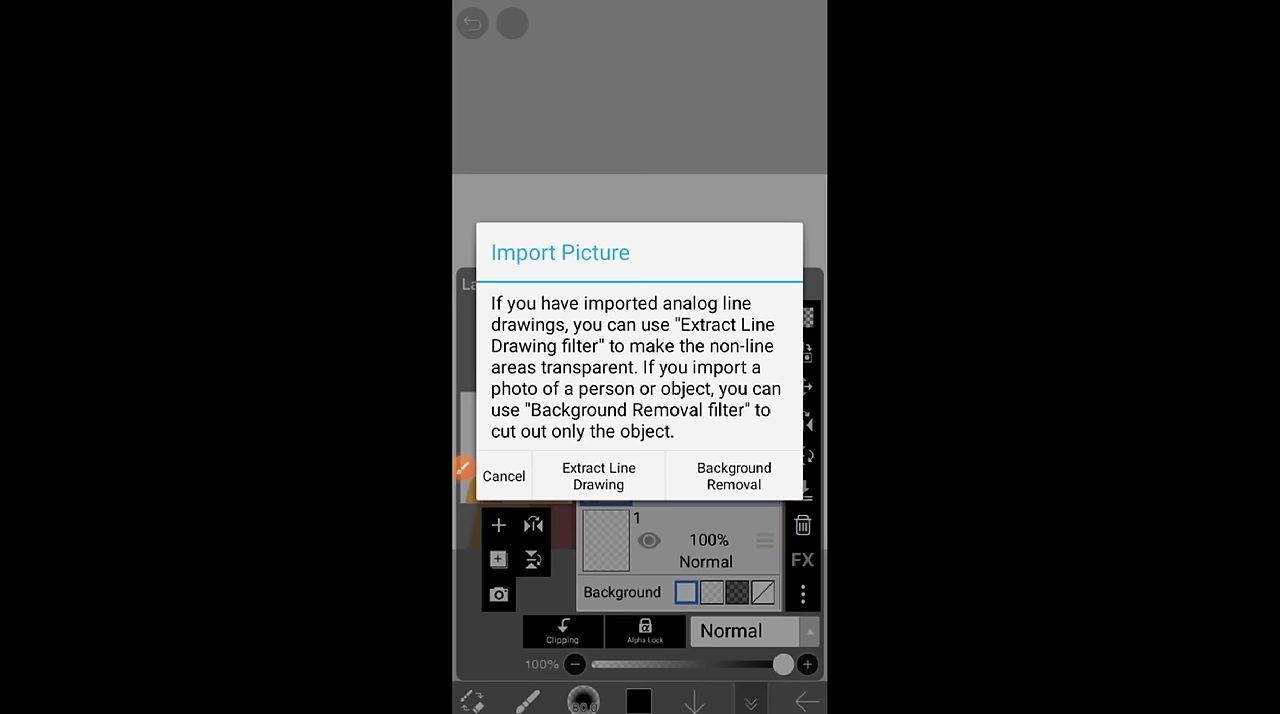 Import Picture
If you have imported analog line
drawings, you can use "Extract Line
Drawing filter" to make the non-line
areas transparent. If you import a
photo of a person or object, you can
use "Background Removal filter" to
cut out only the object.
Cancel
Extract Line
Drawing
Background
Removal
1
100%
Normal
FX
Background
Clipping
Alpha Lock
Normal
100%
80.0